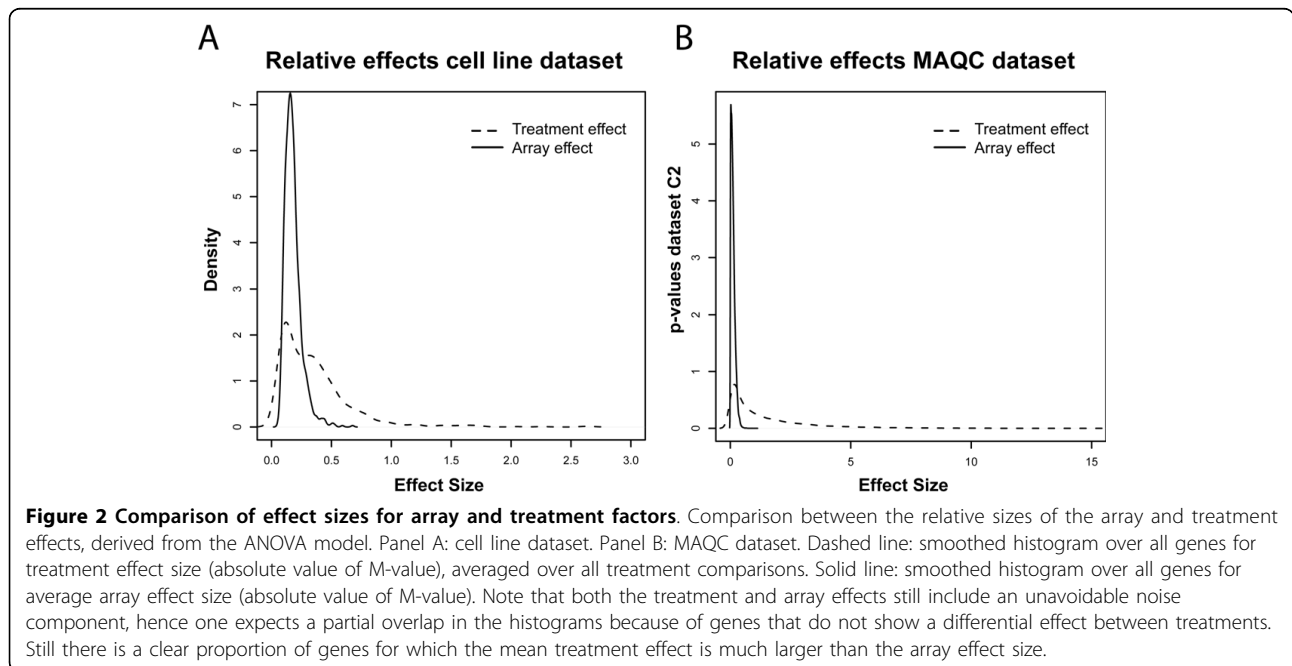 A
Relative effects cell line dataset
Treatment effect
Array effect
Density
0
1
2
3
4
5
6
7
0.0 0.5 1.0 1.5 2.0 2.5 3.0
Effect Size
B
Relative effects MAQC dataset
Treatment effect
Array effect
p-values dataset C2
0
1
2
3
4
5
0 5 10 15
Effect Size
Figure 2 Comparison of effect sizes for array and treatment factors. Comparison between the relative sizes of the array and treatment
effects, derived from the ANOVA model. Panel A: cell line dataset. Panel B: MAQC dataset. Dashed line: smoothed histogram over all genes for
treatment effect size (absolute value of M-value), averaged over all treatment comparisons. Solid line: smoothed histogram over all genes for
average array effect size (absolute value of M-value). Note that both the treatment and array effects still include an unavoidable noise
component, hence one expects a partial overlap in the histograms because of genes that do not show a differential effect between treatments.
Still there is a clear proportion of genes for which the mean treatment effect is much larger than the array effect size.